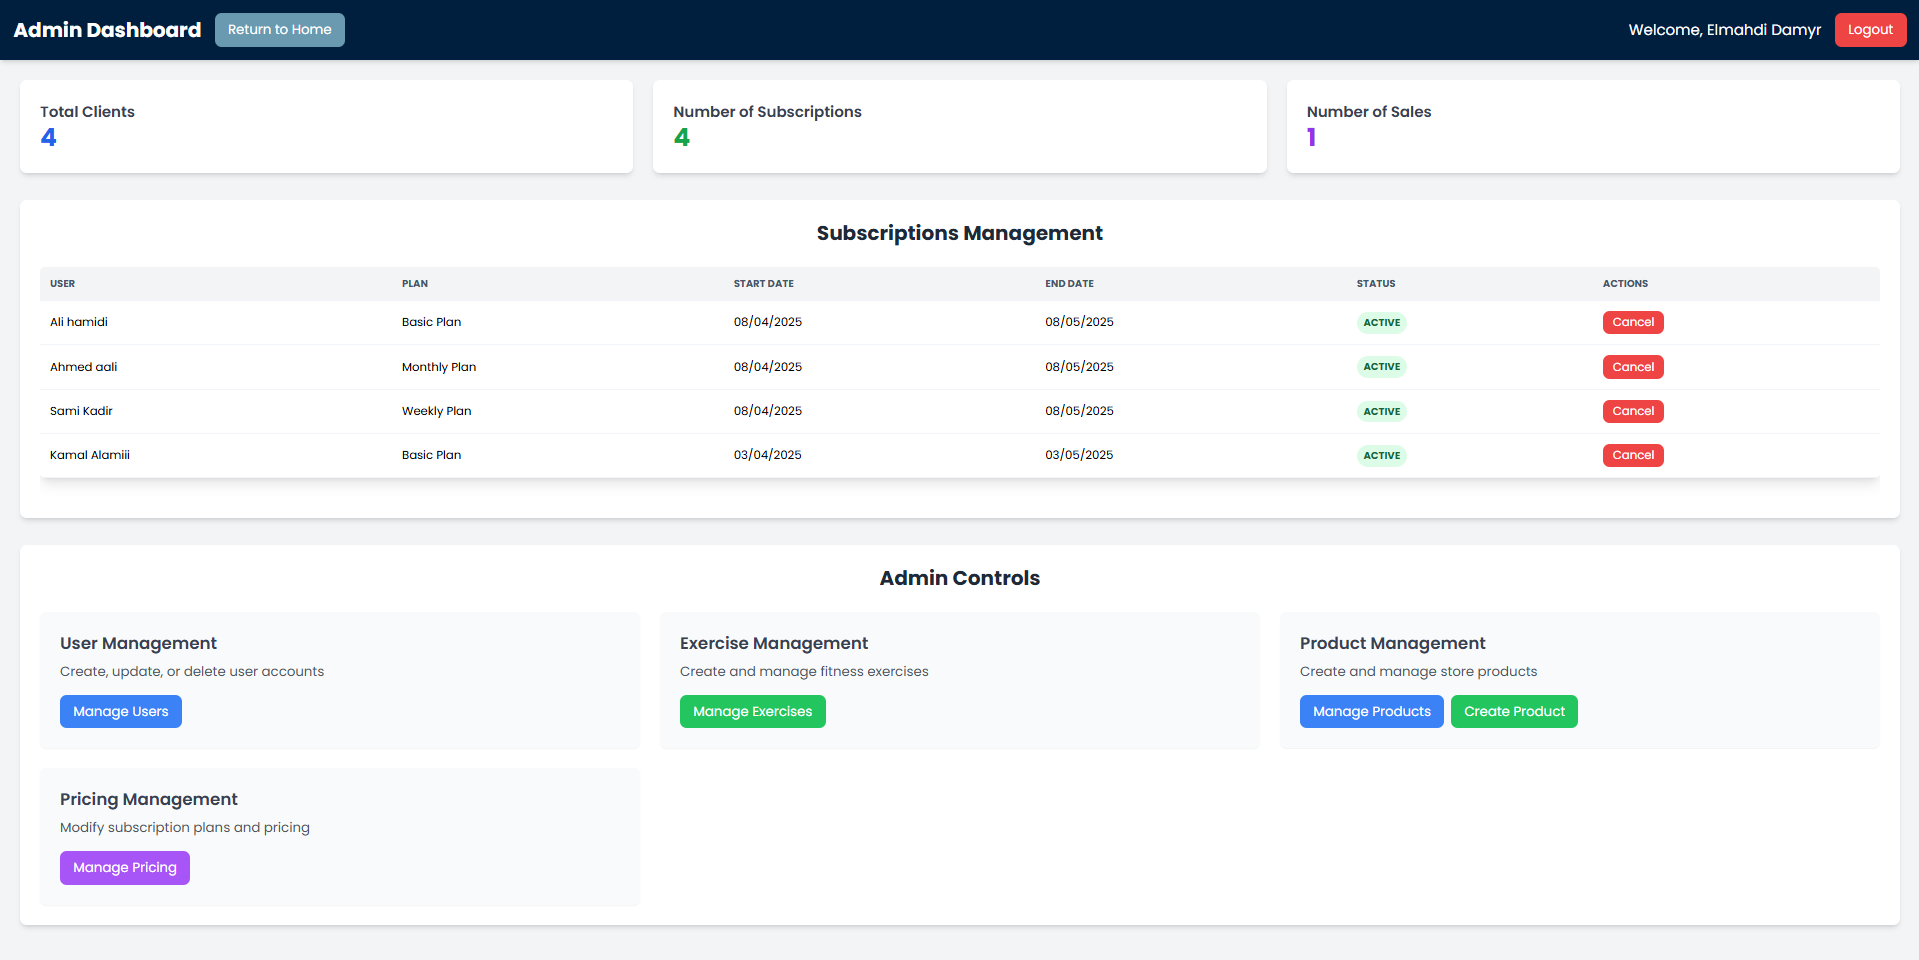 Admin Dashboard Return to Home Welcome, Elmahdi Damyr Logout
Total Clients
4
Number of Subscriptions
4
Number of Sales
1
Subscriptions Management
USER PLAN START DATE END DATE STATUS ACTIONS
Ali hamidi Basic Plan 08/04/2025 08/05/2025 ACTIVE Cancel
Ahmed aali Monthly Plan 08/04/2025 08/05/2025 ACTIVE Cancel
Sami Kadir Weekly Plan 08/04/2025 08/05/2025 ACTIVE Cancel
Kamal Alamiii Basic Plan 03/04/2025 03/05/2025 ACTIVE Cancel
Admin Controls
User Management
Create, update, or delete user accounts
Manage Users
Exercise Management
Create and manage fitness exercises
Manage Exercises
Product Management
Create and manage store products
Manage Products Create Product
Pricing Management
Modify subscription plans and pricing
Manage Pricing